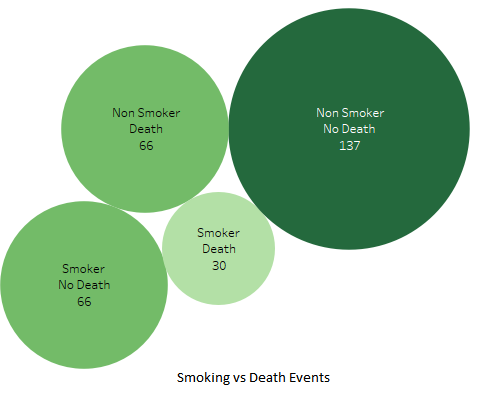 Non Smoker
Death
66
Non Smoker
No Death
137
Smoker
Death
30
Smoker
No Death
66
Smoking vs Death Events